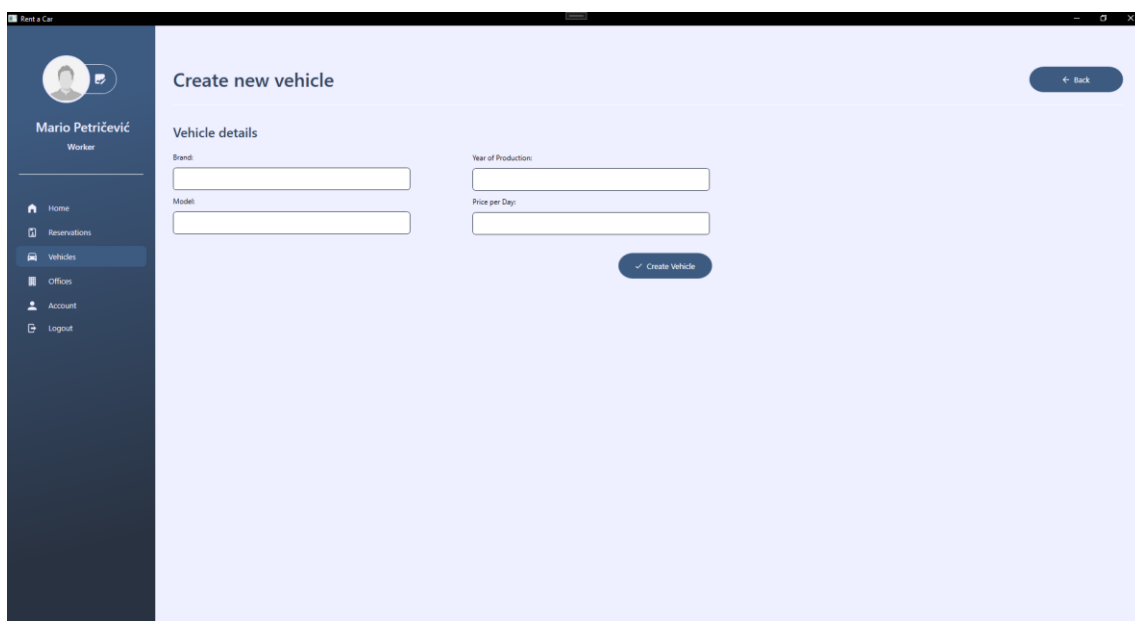 Rent a Car
Mario Petričević
Worker
Home
Reservations
Vehicles
Offices
Account
Logout
Create new vehicle
← Back
Vehicle details
Brand:
Year of Production:
Model:
Price per Day:
✓ Create Vehicle